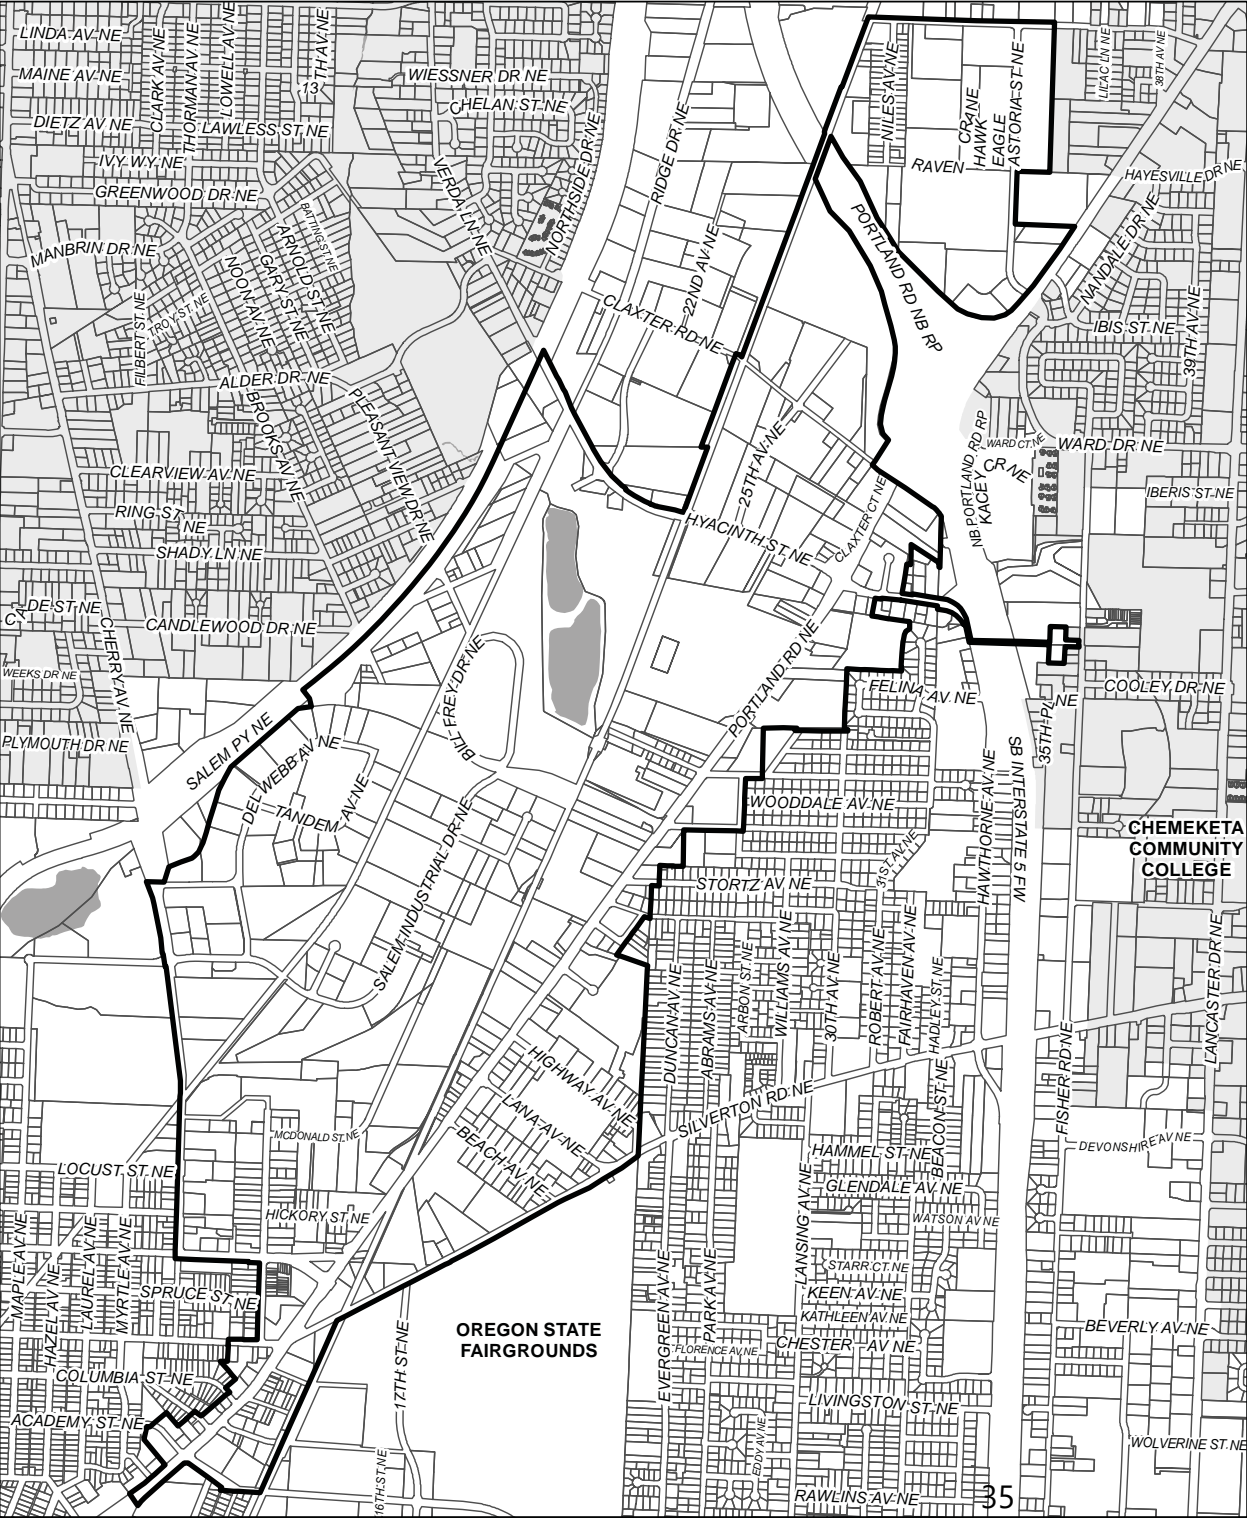 LINDA AV NE
MAINE AV NE
DIETZ AV NE
IVY WY NE
GREENWOOD DR NE
MANBRIN DR NE
CLARK AV NE
THORMAN AV NE
LOWELL AV NE
13TH AV NE
13
LAWLESS ST NE
WIESSNER DR NE
CHELAN ST NE
VERDA LN NE
NORTHSIDE DR NE
RIDGE DR NE
22ND AV NE
CLAXTER RD NE
NILES AV NE
CRANE
HAWK
EAGLE
ASTORIA ST NE
RAVEN
LILAC LN NE
38TH AV NE
HAYESVILLE DR NE
NANDALE DR NE
IBIS ST NE
39TH AV NE
PORTLAND RD NB RP
BATTING ST NE
ARNOLD ST NE
GARY ST NE
NOON AV NE
TROY ST NE
FILBERT ST NE
ALDER DR NE
BROOKS AV NE
PLEASANT VIEW DR NE
CLEARVIEW AV NE
RING ST NE
SHADY LN NE
CADE ST NE
CANDLEWOOD DR NE
CHERRY AV NE
WEEKS DR NE
PLYMOUTH DR NE
SALEM PY NE
25TH AV NE
HYACINTH ST NE
CLAXTER CT NE
NB PORTLAND RD RP
KACEY CR NE
WARD CT NE
WARD DR NE
IBERIS ST NE
PORTLAND RD NE
FELINA AV NE
COOLEY DR NE
35TH PL NE
BILL FREY DR NE
DEL WEBB AV NE
TANDEM AV NE
SALEM INDUSTRIAL DR NE
WOODDALE AV NE
STORTZ AV NE
31ST AV NE
HAWTHORNE AV NE
SB INTERSTATE 5 FW
CHEMEKETA
COMMUNITY
COLLEGE
LANCASTER DR NE
DUNCAN AV NE
ABRAMS AV NE
ARBON ST NE
WILLIAMS AV NE
30TH AV NE
ROBERT AV NE
FAIRHAVEN AV NE
HADLEY ST NE
BEACON ST NE
FISHER RD NE
HIGHWAY AV NE
LANA AV NE
BEACH AV NE
SILVERTON RD NE
MCDONALD ST NE
LOCUST ST NE
HICKORY ST NE
HAMMEL ST NE
GLENDALE AV NE
WATSON AV NE
DEVONSHIRE AV NE
MAPLE AV NE
HAZEL AV NE
LAUREL AV NE
MYRTLE AV NE
SPRUCE ST NE
COLUMBIA ST NE
ACADEMY ST NE
OREGON STATE
FAIRGROUNDS
17TH ST NE
16TH ST NE
EVERGREEN AV NE
PARK AV NE
LANSING AV NE
STARR CT NE
KEEN AV NE
KATHLEEN AV NE
FLORENCE AV NE
CHESTER AV NE
BEVERLY AV NE
LIVINGSTON ST NE
EDDY AV NE
WOLVERINE ST NE
RAWLINS AV NE
35